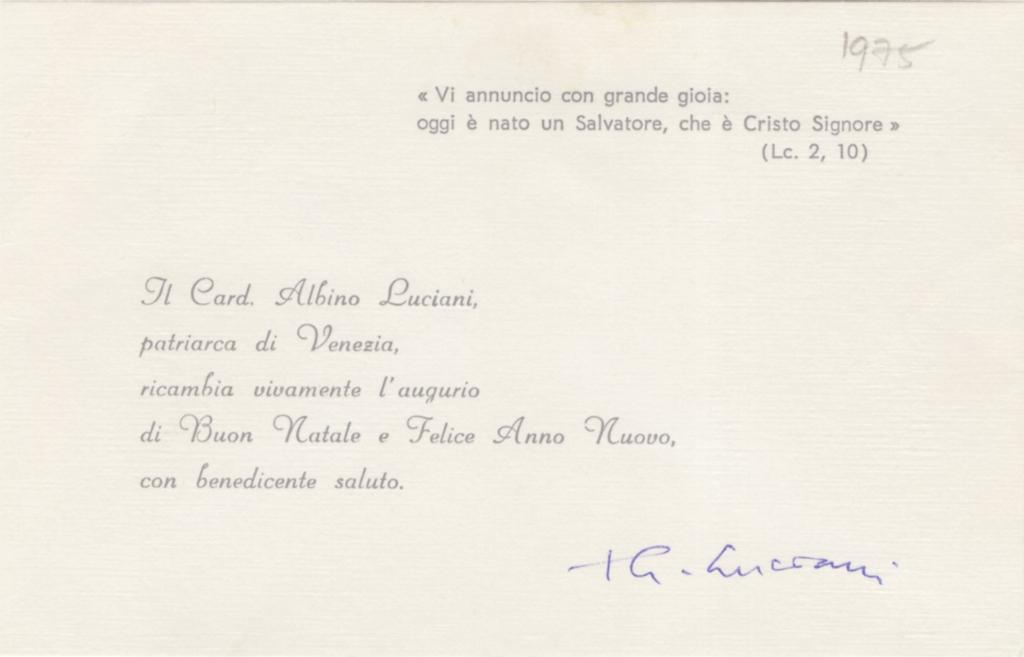 1975
« Vi annuncio con grande gioia:
oggi è nato un Salvatore, che è Cristo Signore »
(Lc. 2, 10)
Il Card. Albino Luciani,
patriarca di Venezia,
ricambia vivamente l'augurio
di Buon Natale e Felice Anno Nuovo,
con benedicente saluto.
+ A. Luciani